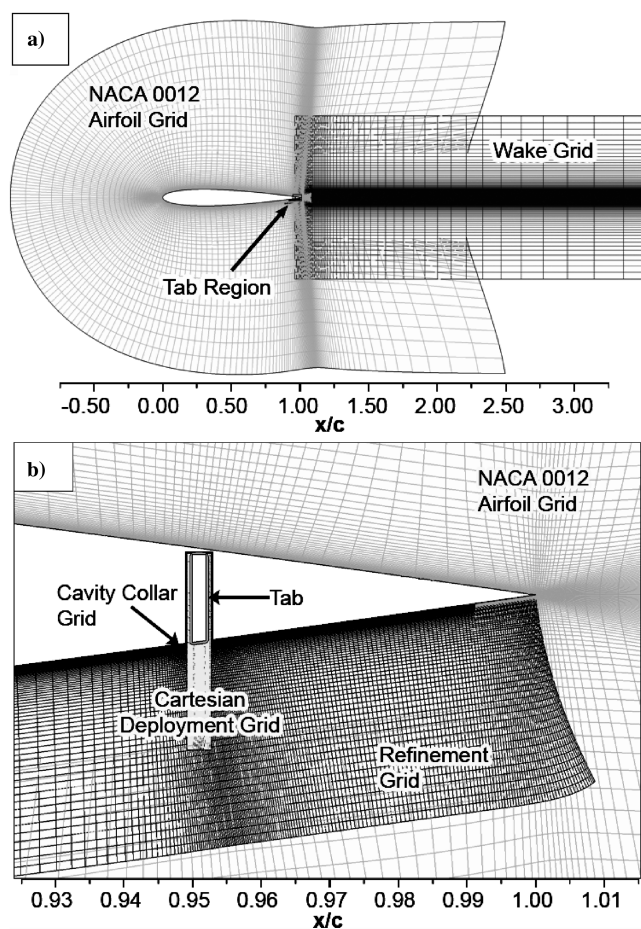 a)
NACA 0012
Airfoil Grid
Wake Grid
Tab Region
-0.50 0.00 0.50 1.00 1.50 2.00 2.50 3.00
x/c
b)
NACA 0012
Airfoil Grid
Cavity Collar
Grid
Tab
Cartesian
Deployment Grid
Refinement
Grid
0.93 0.94 0.95 0.96 0.97 0.98 0.99 1.00 1.01
x/c